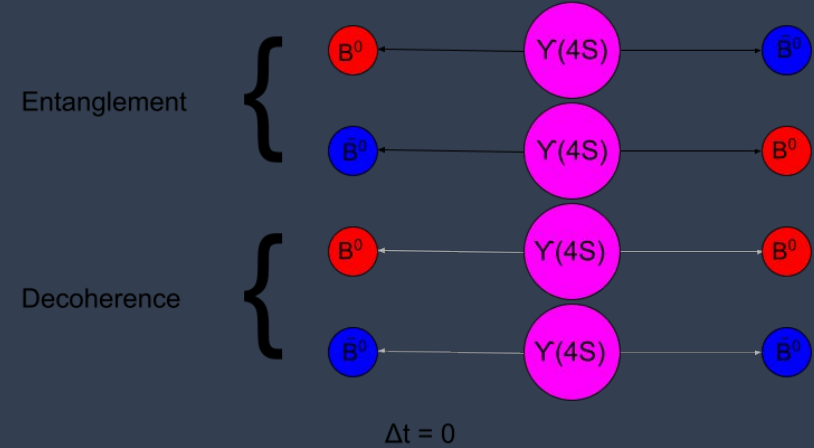 B⁰ ϒ(4S) B̄⁰
Entanglement
B̄⁰ ϒ(4S) B⁰
B⁰ ϒ(4S) B⁰
Decoherence
B̄⁰ ϒ(4S) B̄⁰
Δt = 0